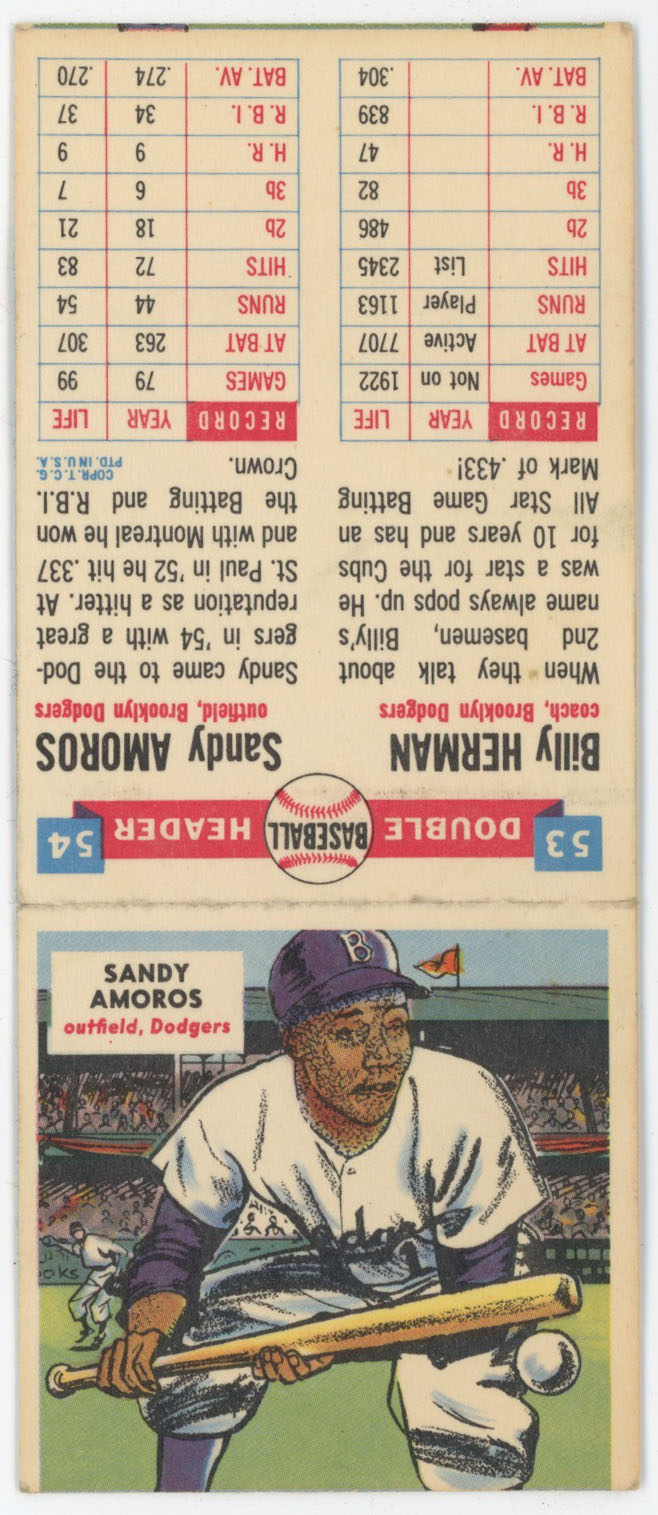 SANDY
AMOROS
outfield, Dodgers
B
Dodgers
1
oks
53 DOUBLE BASEBALL HEADER 54
Billy HERMAN
coach, Brooklyn Dodgers
When they talk about
2nd basemen, Billy's
name always pops up. He
was a star for the Cubs
for 10 years and has an
All Star Game Batting
Mark of .433!
RECORD YEAR LIFE
Games Not on 1922
AT BAT Active 7707
RUNS Player 1163
HITS List 2345
2b 486
3b 82
H. R. 47
R. B. I. 839
BAT. AV. .304
Sandy AMOROS
outfield, Brooklyn Dodgers
Sandy came to the Dod-
gers in '54 with a great
reputation as a hitter. At
St. Paul in '52 he hit .337
and with Montreal he won
the Batting and R.B.I.
Crown.
COPR. T. C. G.
PTD. IN U. S. A.
RECORD YEAR LIFE
GAMES 79 99
AT BAT 263 307
RUNS 44 54
HITS 72 83
2b 18 21
3b 6 7
H. R. 9 9
R. B. I. 34 37
BAT. AV. .274 .270